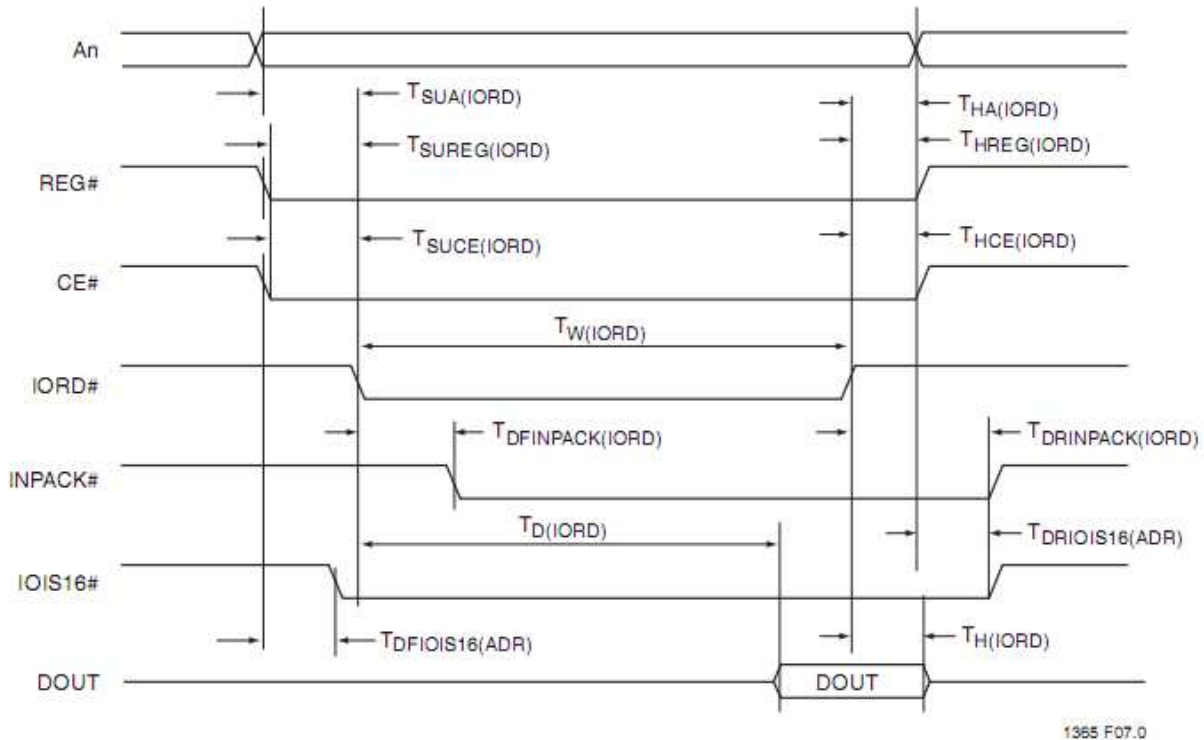 An
TSUA(IORD)
THA(IORD)
TSUREG(IORD)
THREG(IORD)
REG#
TSUCE(IORD)
THCE(IORD)
CE#
TW(IORD)
IORD#
TDFINPACK(IORD)
TDRINPACK(IORD)
INPACK#
TD(IORD)
TDRIOIS16(ADR)
IOIS16#
TDFIOIS16(ADR)
TH(IORD)
DOUT
DOUT
1365 F07.0